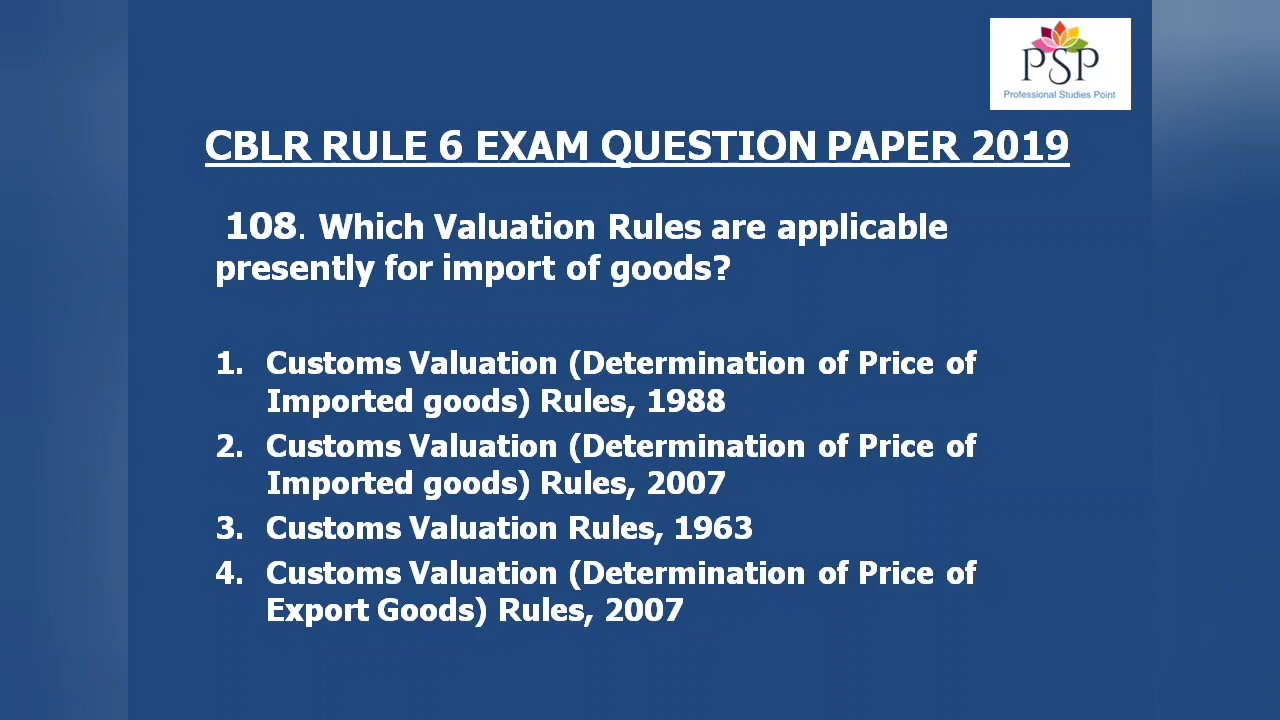 PSP
Professional Studies Point
CBLR RULE 6 EXAM QUESTION PAPER 2019
108. Which Valuation Rules are applicable
presently for import of goods?
1. Customs Valuation (Determination of Price of
Imported goods) Rules, 1988
2. Customs Valuation (Determination of Price of
Imported goods) Rules, 2007
3. Customs Valuation Rules, 1963
4. Customs Valuation (Determination of Price of
Export Goods) Rules, 2007